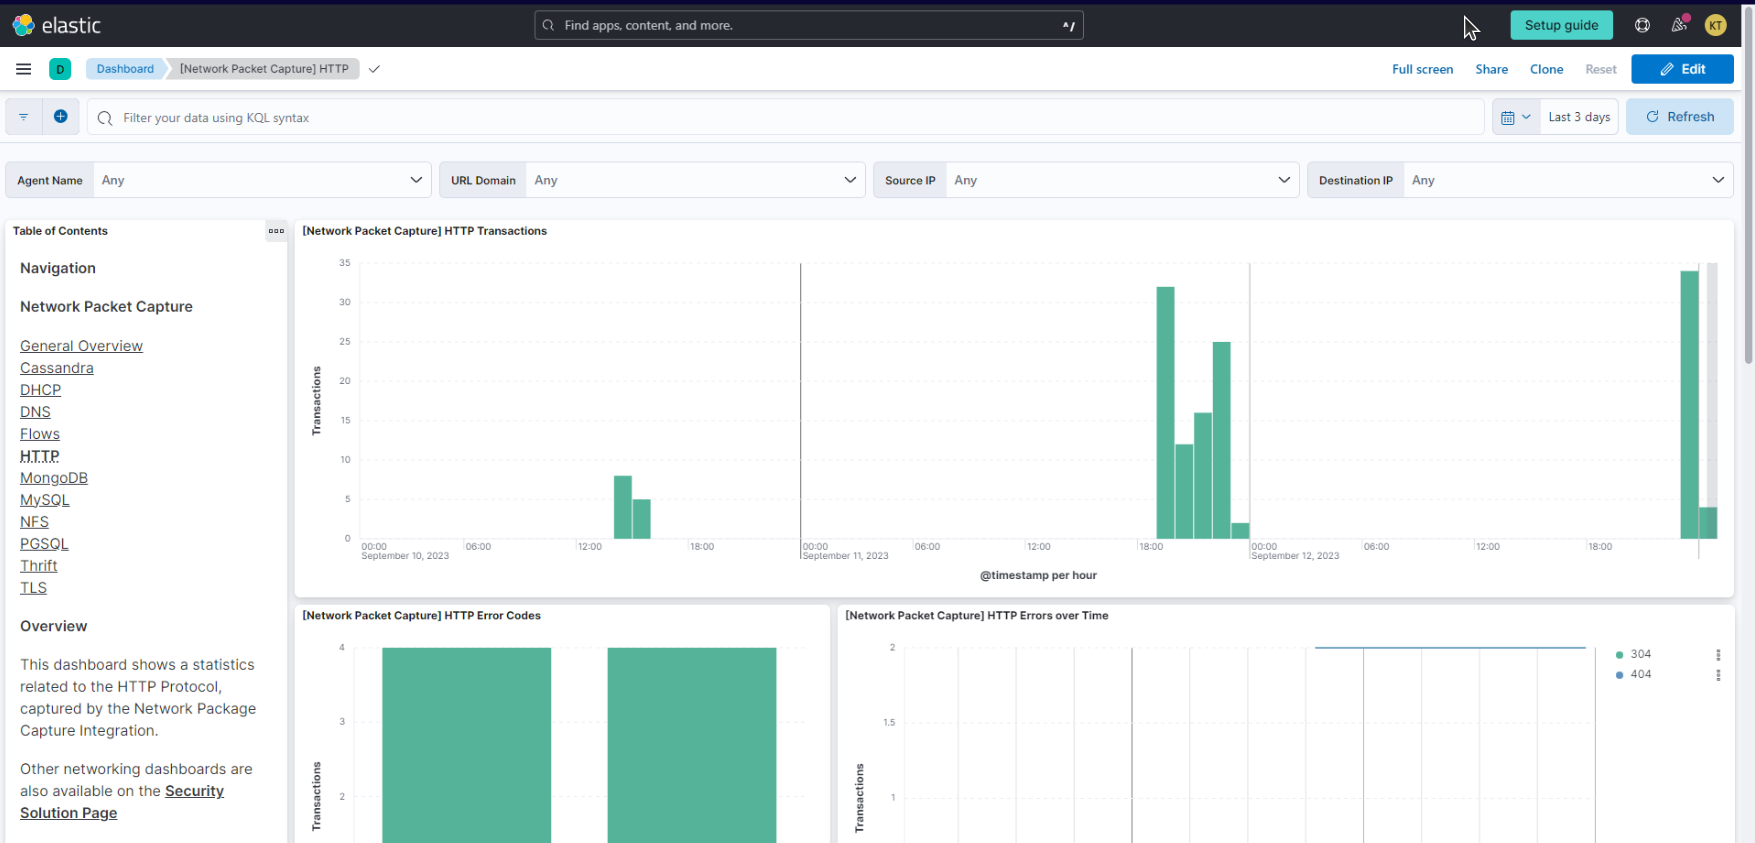 elastic
Find apps, content, and more.
^/
Setup guide
KT
D
Dashboard
[Network Packet Capture] HTTP
Full screen
Share
Clone
Reset
Edit
Filter your data using KQL syntax
Last 3 days
Refresh
Agent Name
Any
URL Domain
Any
Source IP
Any
Destination IP
Any
Table of Contents
Navigation
Network Packet Capture
General Overview
Cassandra
DHCP
DNS
Flows
HTTP
MongoDB
MySQL
NFS
PGSQL
Thrift
TLS
Overview
This dashboard shows a statistics
related to the HTTP Protocol,
captured by the Network Package
Capture Integration.
Other networking dashboards are
also available on the Security
Solution Page
[Network Packet Capture] HTTP Transactions
Transactions
35
30
25
20
15
10
5
0
00:00
September 10, 2023
06:00
12:00
18:00
00:00
September 11, 2023
06:00
12:00
18:00
00:00
September 12, 2023
06:00
12:00
18:00
@timestamp per hour
[Network Packet Capture] HTTP Error Codes
Transactions
4
3
2
[Network Packet Capture] HTTP Errors over Time
Transactions
2
1.5
1
304
404